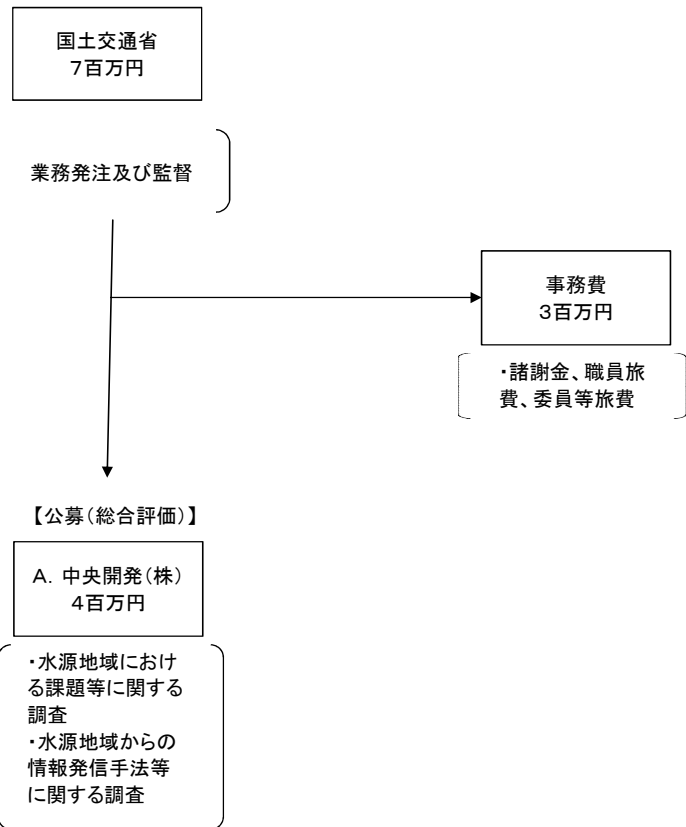 国土交通省
7百万円
業務発注及び監督
事務費
3百万円
・諸謝金、職員旅
費、委員等旅費
【公募(総合評価)】
A. 中央開発(株)
4百万円
・水源地域におけ
る課題等に関する
調査
・水源地域からの
情報発信手法等
に関する調査